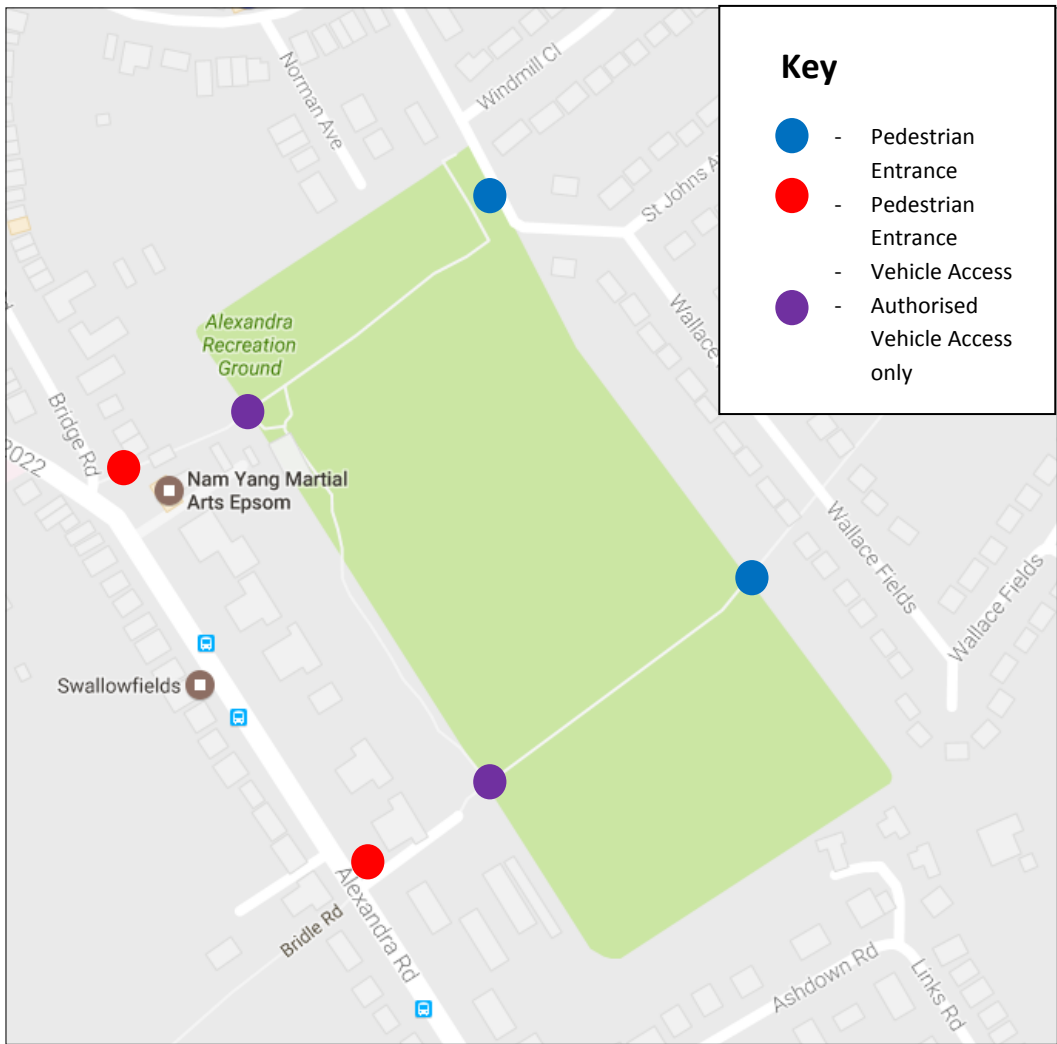 Key
- Pedestrian
Entrance
- Pedestrian
Entrance
- Vehicle Access
- Authorised
Vehicle Access
only
Norman Ave
Windmill Cl
St Johns A
Wallace
Alexandra
Recreation
Ground
Bridge Rd
2022
Nam Yang Martial
Arts Epsom
Wallace Fields
Wallace Fields
Swallowfields
Alexandra Rd
Bridle Rd
Ashdown Rd
Links Rd